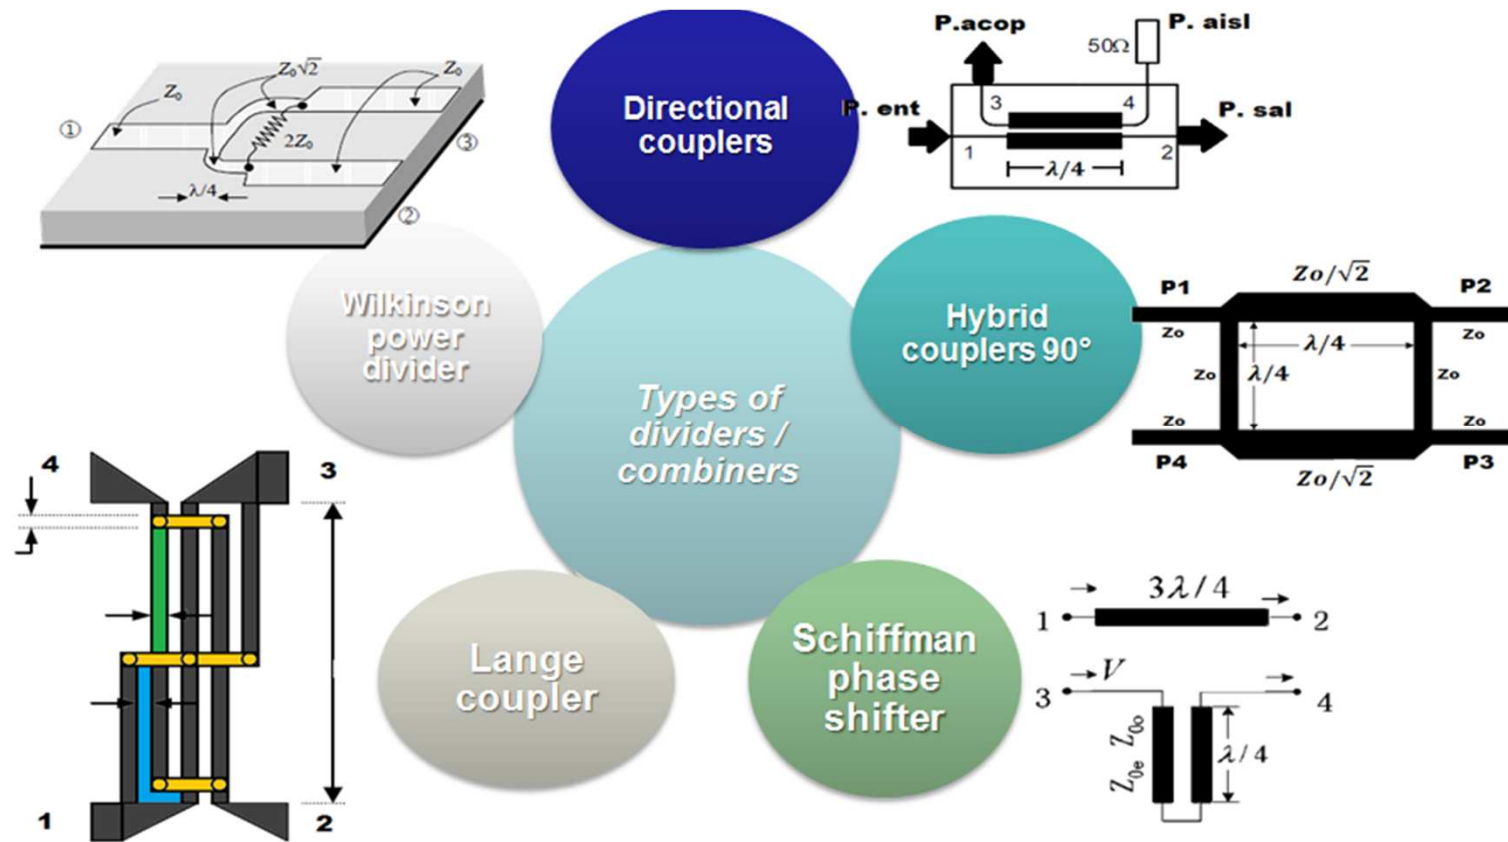 Z₀√2
Z₀
Z₀
①
2Z₀
③
λ/4
②
Directional
couplers
P.acop
P. aisl
50Ω
3
4
P. ent
P. sal
1
2
λ/4
Wilkinson
power
divider
Hybrid
couplers 90°
Zo/√2
P1
P2
Zo
Zo
λ/4
Zo
λ/4
Zo
Zo
Zo
P4
P3
Zo/√2
Types of
dividers /
combiners
4
3
1
2
Lange
coupler
Schiffman
phase
shifter
3λ/4
1
2
V
3
4
Z₀ₑ Z₀ₒ
λ/4